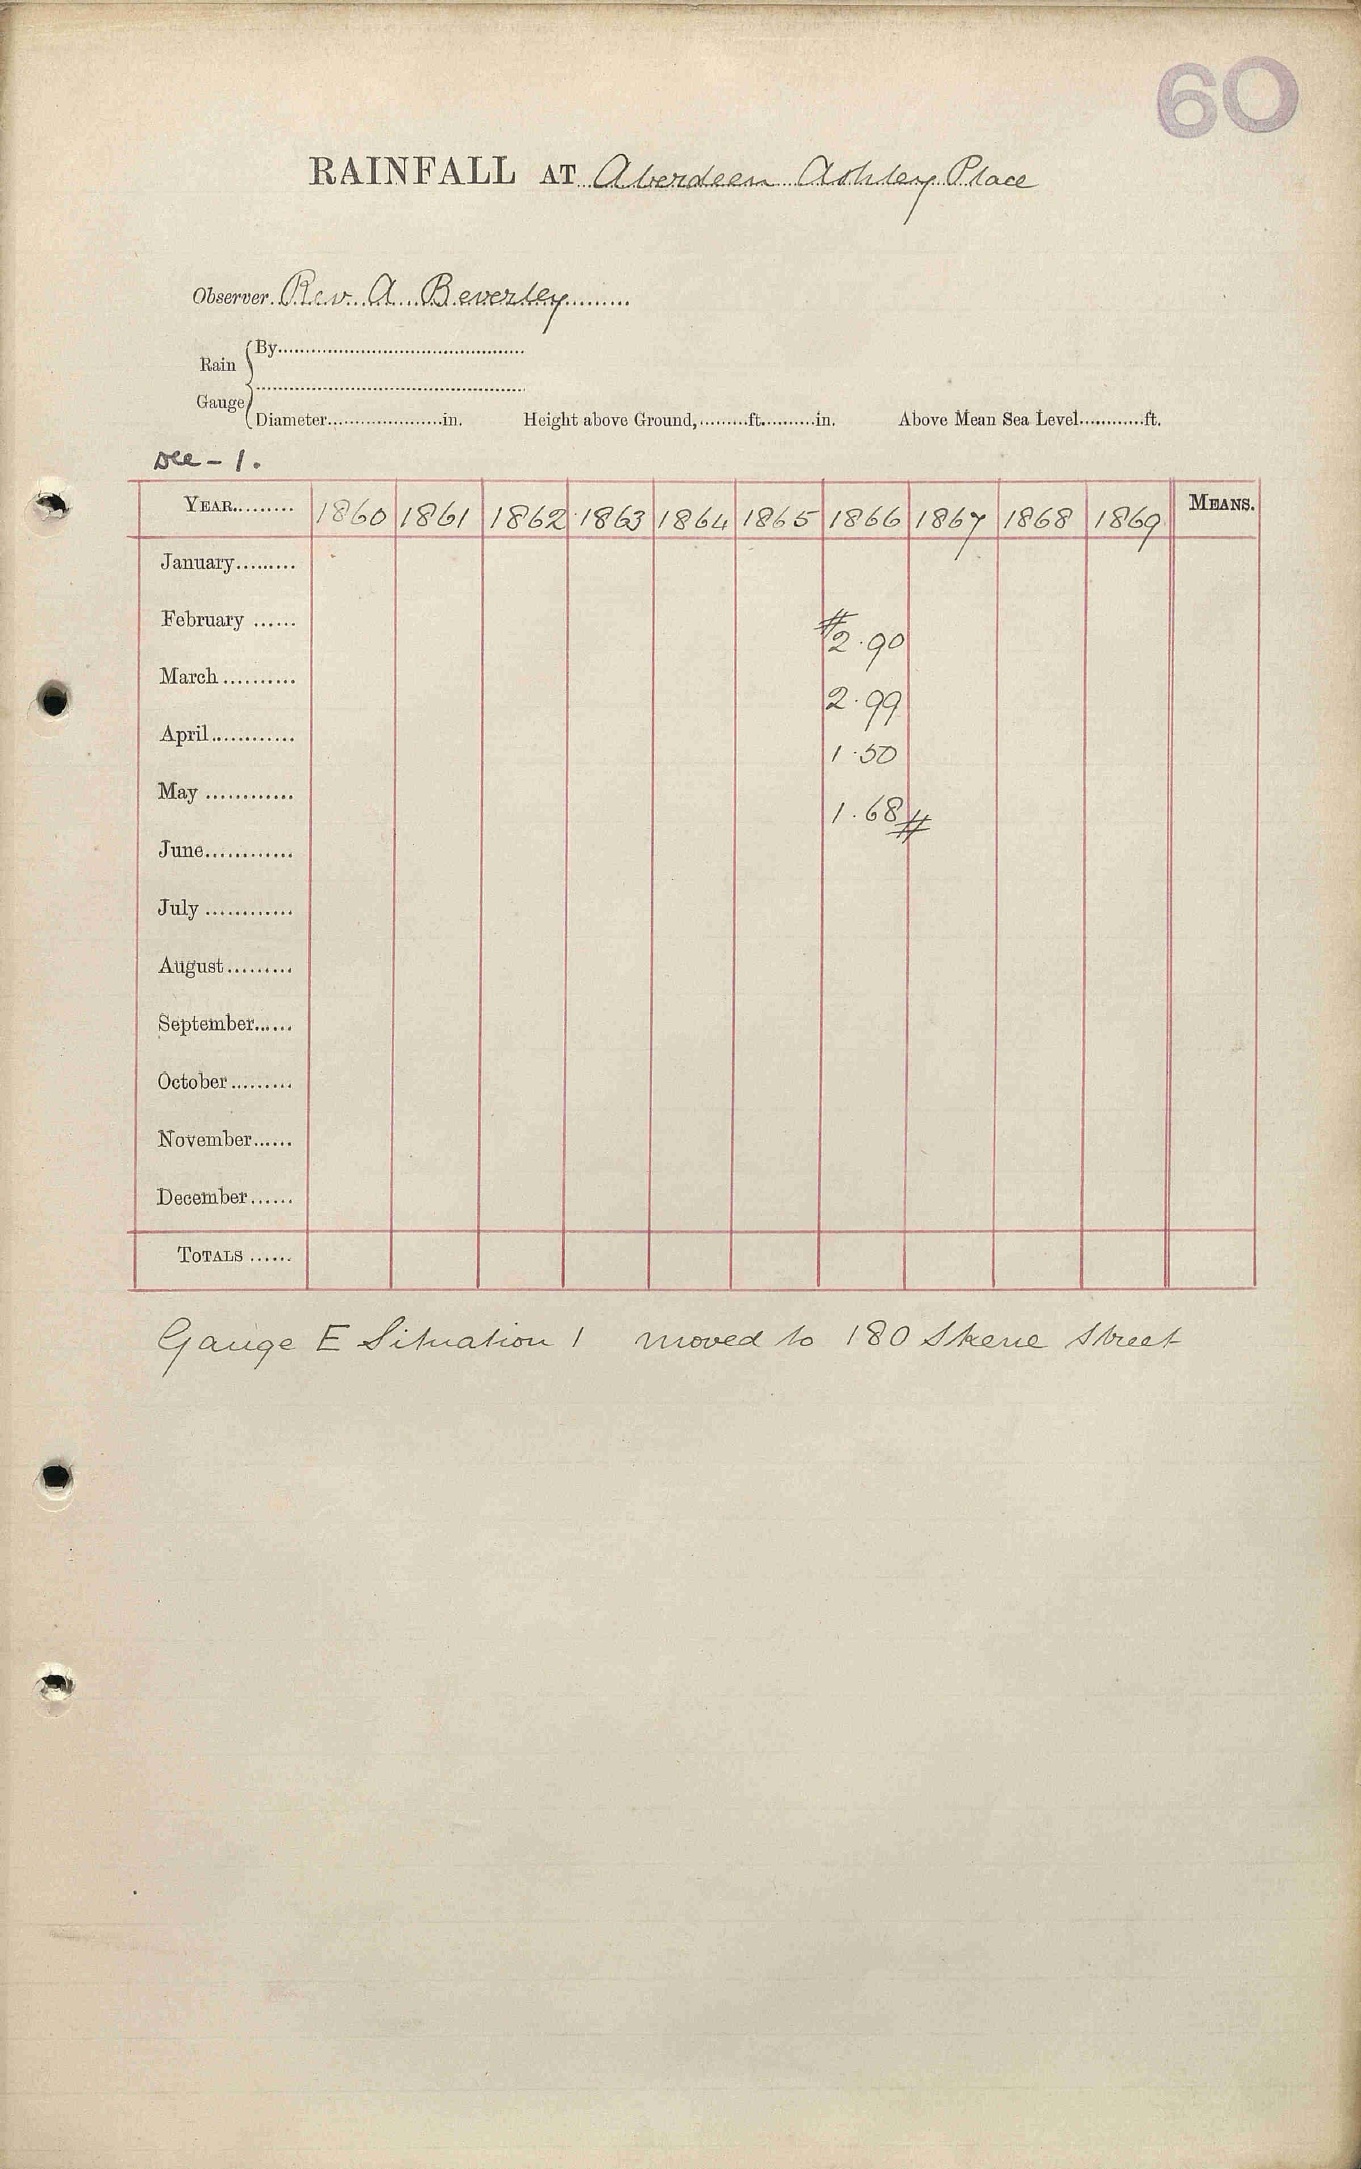 60
RAINFALL AT Aberdeen Ashley Place
Observer Rev. A. Beverley
Rain Gauge
By
Diameter in. Height above Ground, ft. in. Above Mean Sea Level ft.
Dee - 1.
YEAR 1860 1861 1862 1863 1864 1865 1866 1867 1868 1869 MEANS.
January
February #2.90
March 2.99
April 1.50
May 1.68#
June
July
August
September
October
November
December
TOTALS
Gauge E Situation 1 moved to 180 Skene Street